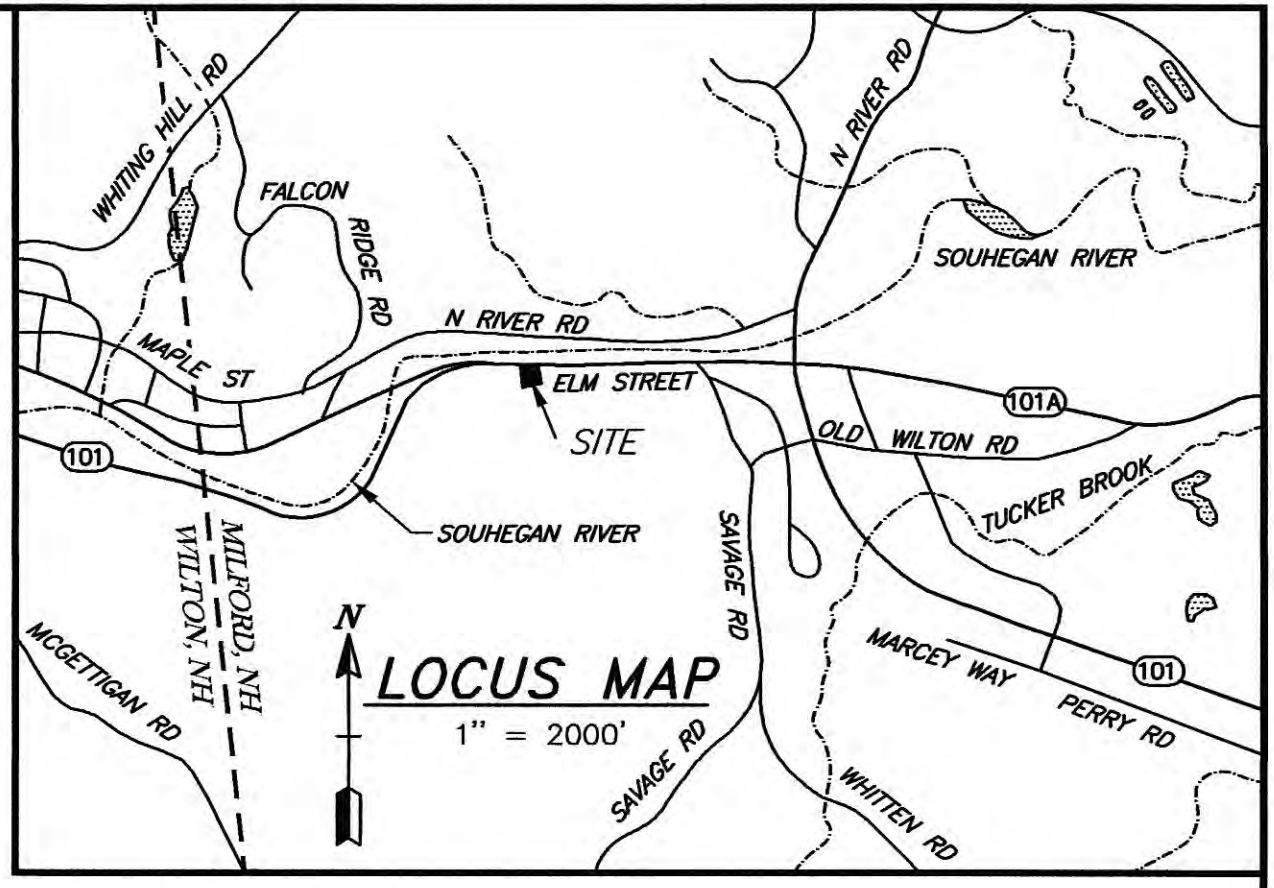 WHITING HILL RD
FALCON
RIDGE RD
N RIVER RD
SOUHEGAN RIVER
N RIVER RD
MAPLE ST
ELM STREET
101A
SITE
OLD WILTON RD
101
TUCKER BROOK
SOUHEGAN RIVER
SAVAGE RD
MILFORD, NH
WILTON, NH
MCGETTIGAN RD
N
LOCUS MAP
1" = 2000'
MARCEY WAY
PERRY RD
101
SAVAGE RD
WHITTEN RD